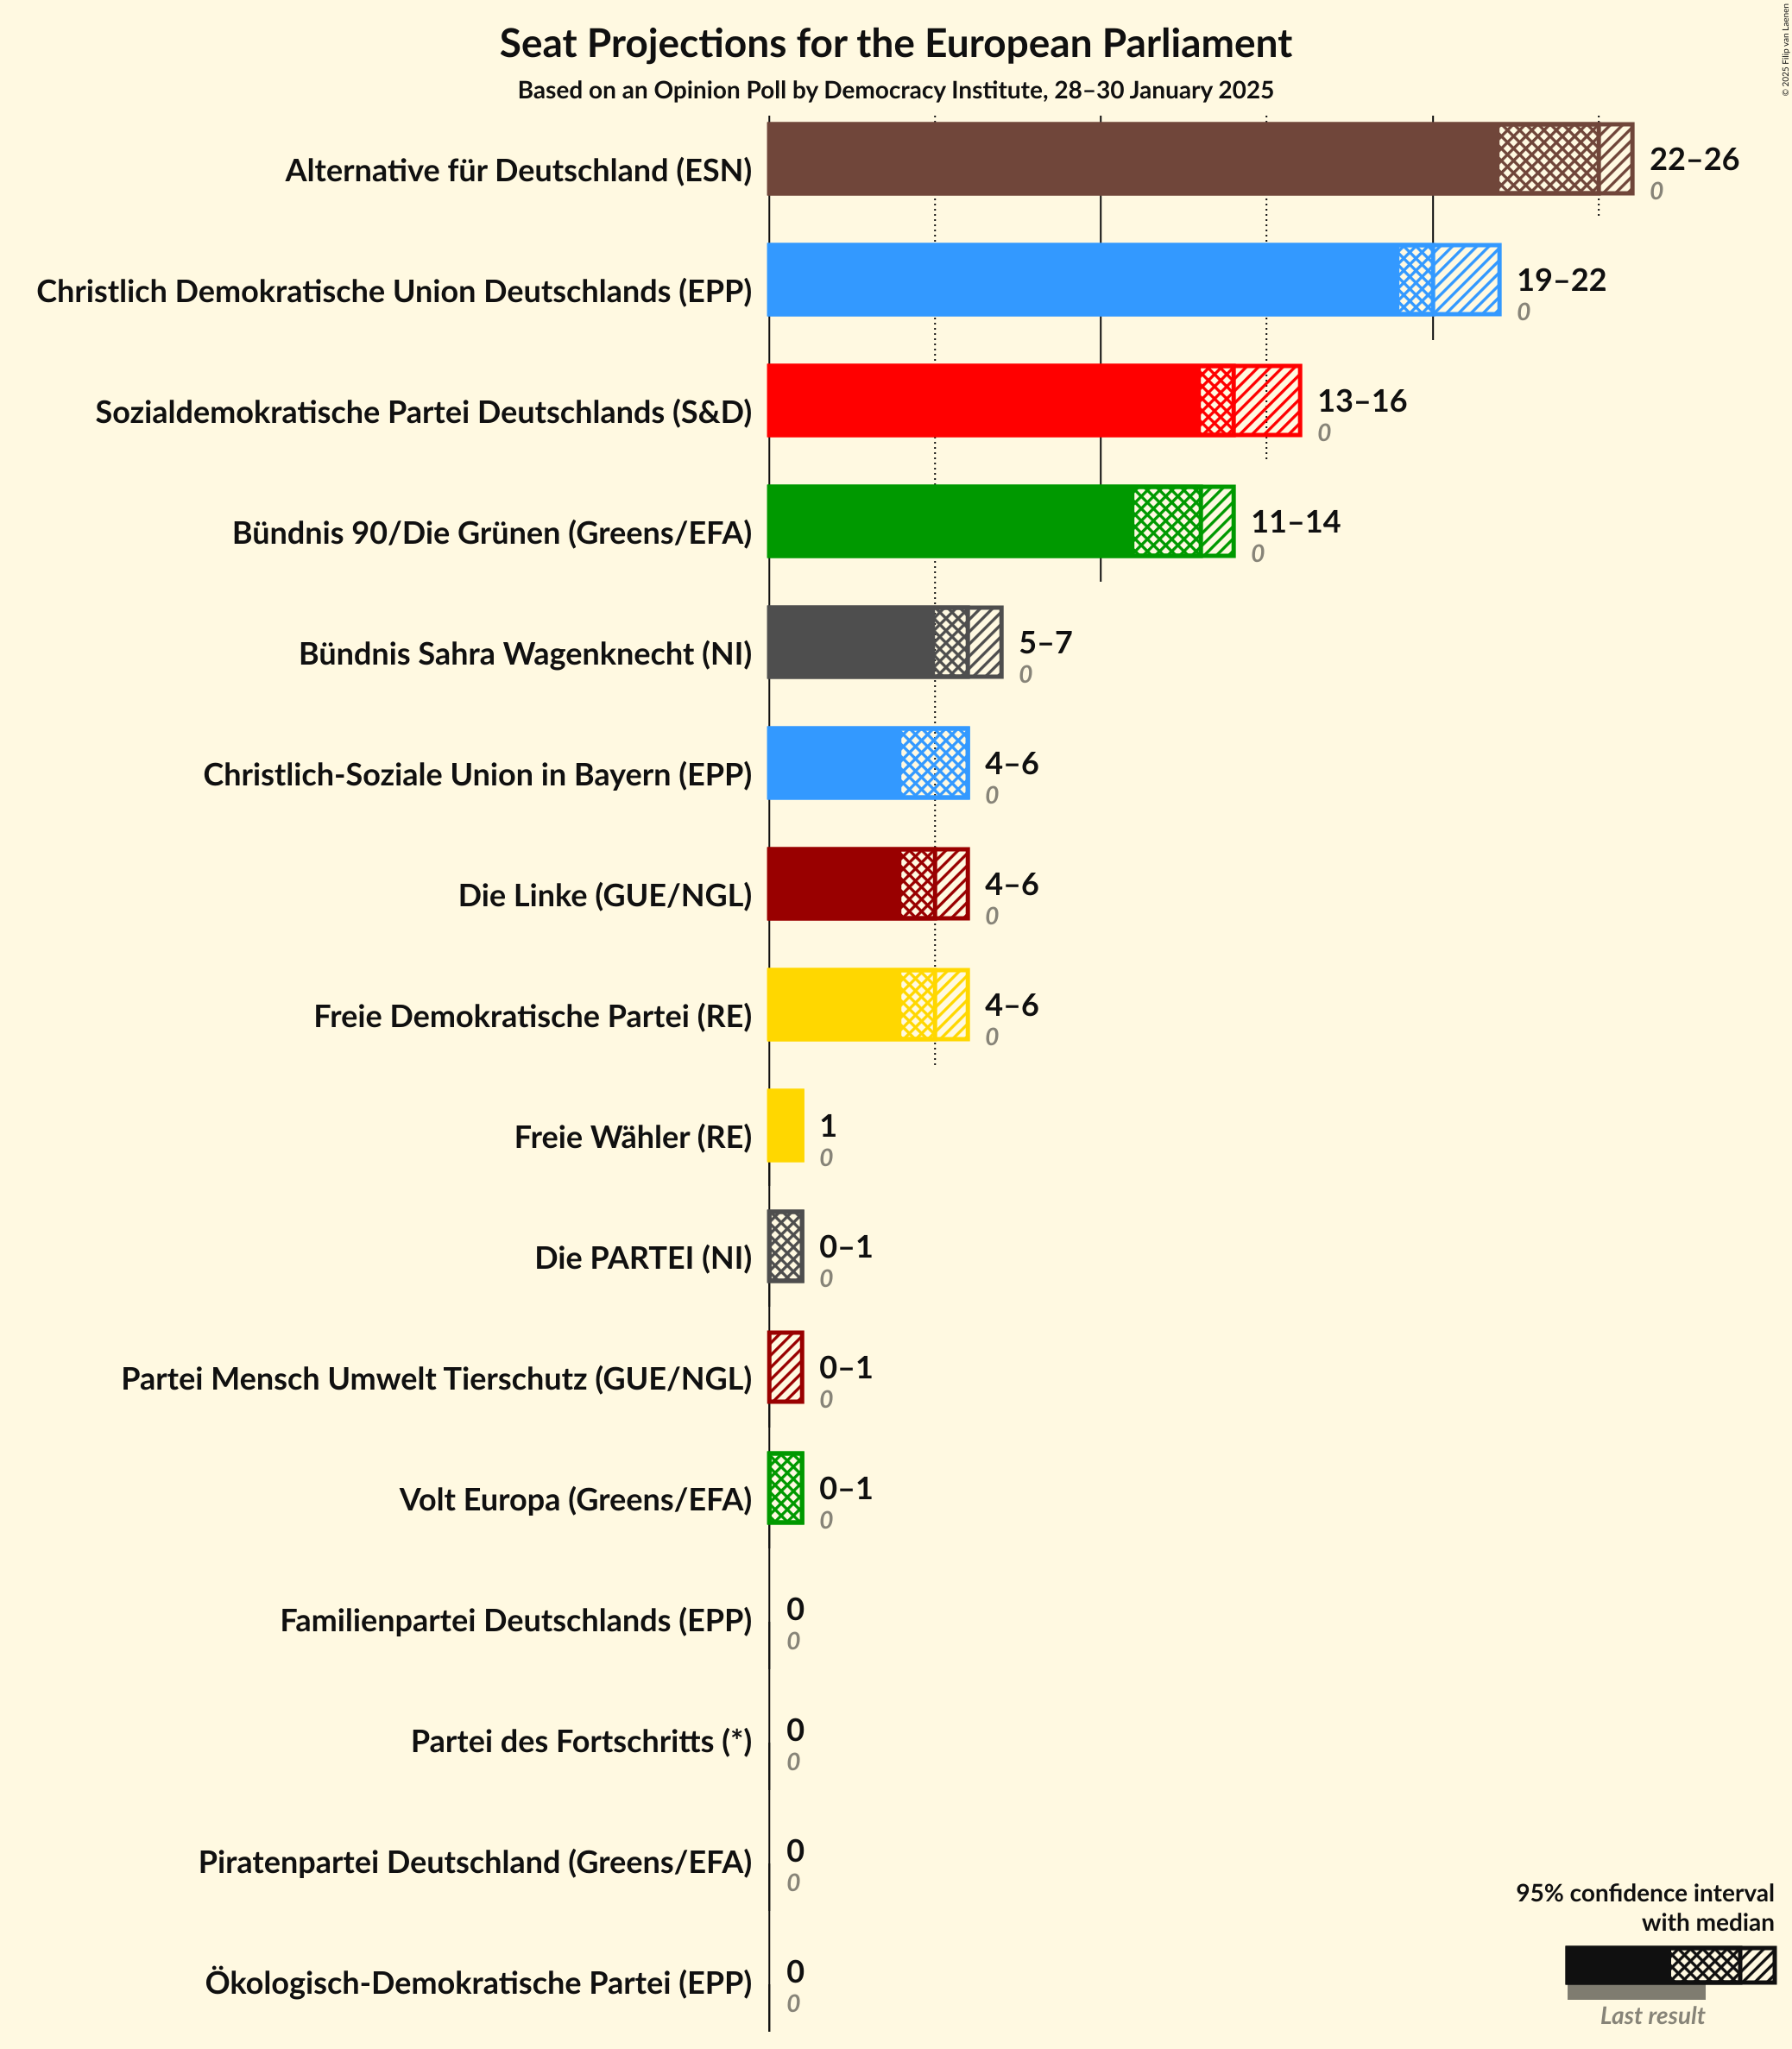 Seat Projections for the European Parliament
Based on an Opinion Poll by Democracy Institute, 28–30 January 2025
© 2025 Filip van Laenen
Alternative für Deutschland (ESN)
22–26
0
Christlich Demokratische Union Deutschlands (EPP)
19–22
0
Sozialdemokratische Partei Deutschlands (S&D)
13–16
0
Bündnis 90/Die Grünen (Greens/EFA)
11–14
0
Bündnis Sahra Wagenknecht (NI)
5–7
0
Christlich-Soziale Union in Bayern (EPP)
4–6
0
Die Linke (GUE/NGL)
4–6
0
Freie Demokratische Partei (RE)
4–6
0
Freie Wähler (RE)
1
0
Die PARTEI (NI)
0–1
0
Partei Mensch Umwelt Tierschutz (GUE/NGL)
0–1
0
Volt Europa (Greens/EFA)
0–1
0
Familienpartei Deutschlands (EPP)
0
0
Partei des Fortschritts (*)
0
0
Piratenpartei Deutschland (Greens/EFA)
0
0
Ökologisch-Demokratische Partei (EPP)
0
0
95% confidence interval
with median
Last result